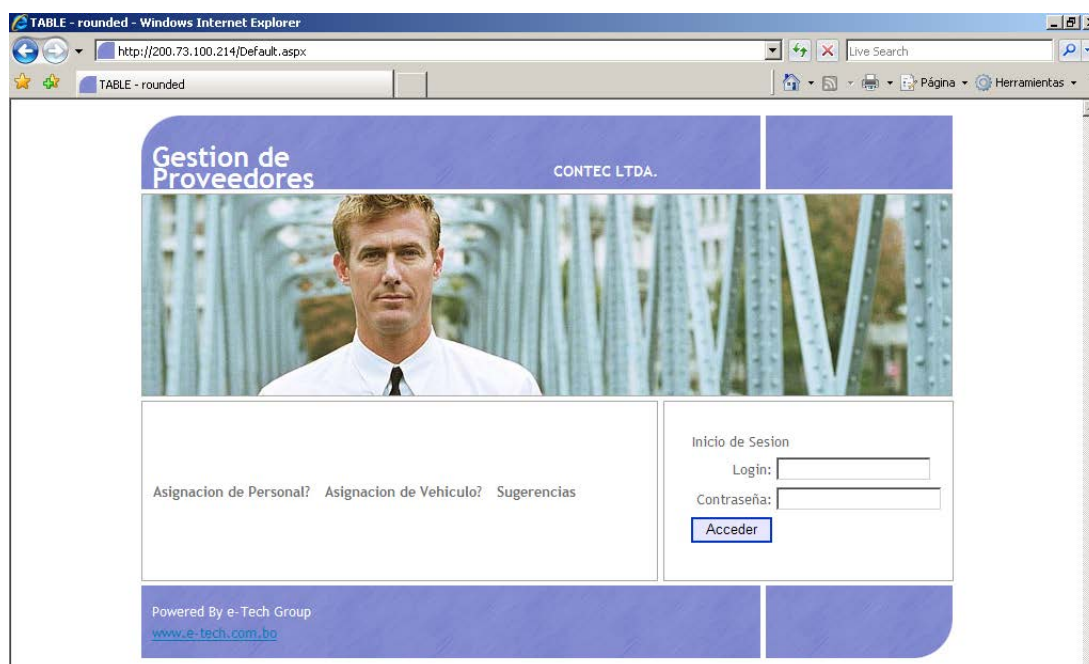 TABLE - rounded - Windows Internet Explorer
http://200.73.100.214/Default.aspx
Live Search
TABLE - rounded
Página
Herramientas
Gestion de
Proveedores
CONTEC LTDA.
Inicio de Sesion
Login:
Contraseña:
Acceder
Asignacion de Personal? Asignacion de Vehiculo? Sugerencias
Powered By e-Tech Group
www.e-tech.com.bo